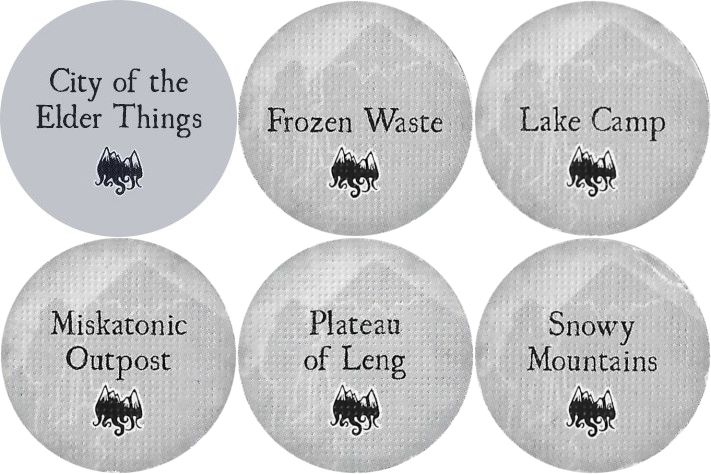 City of the
Elder Things
Frozen Waste
Lake Camp
Miskatonic
Outpost
Plateau
of Leng
Snowy
Mountains